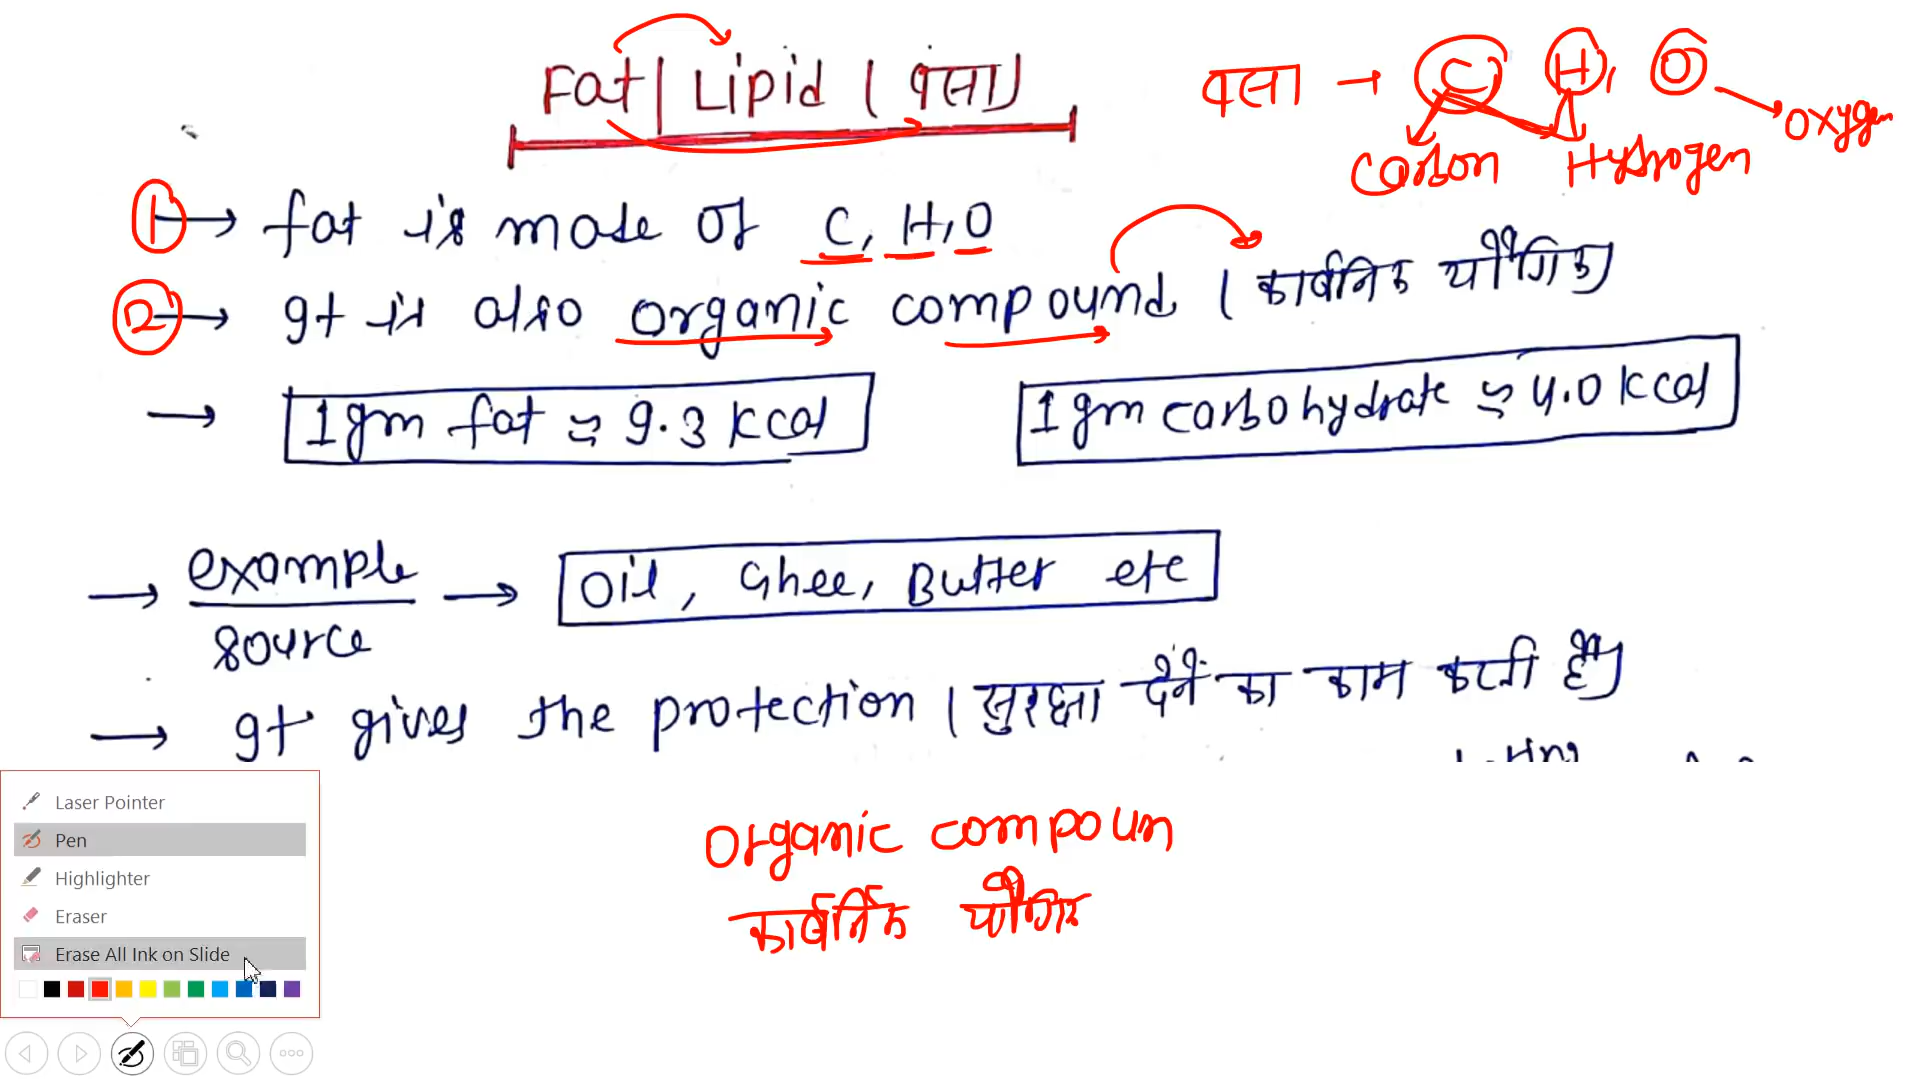 Fat | Lipid (वसा)
वसा → C H, O
Carbon Hydrogen Oxygen
1 → fat is made of C, H, O
2 → It is also organic compound (कार्बनिक यौगिक)
→ 1 gm fat ≈ 9.3 kcal 1 gm carbohydrate ≈ 4.0 kcal
→ example → Oil, Ghee, Butter etc
source
→ It gives the protection (सुरक्षा देने का काम करती है)
Organic compoun
कार्बनिक यौगिक
Laser Pointer
Pen
Highlighter
Eraser
Erase All Ink on Slide